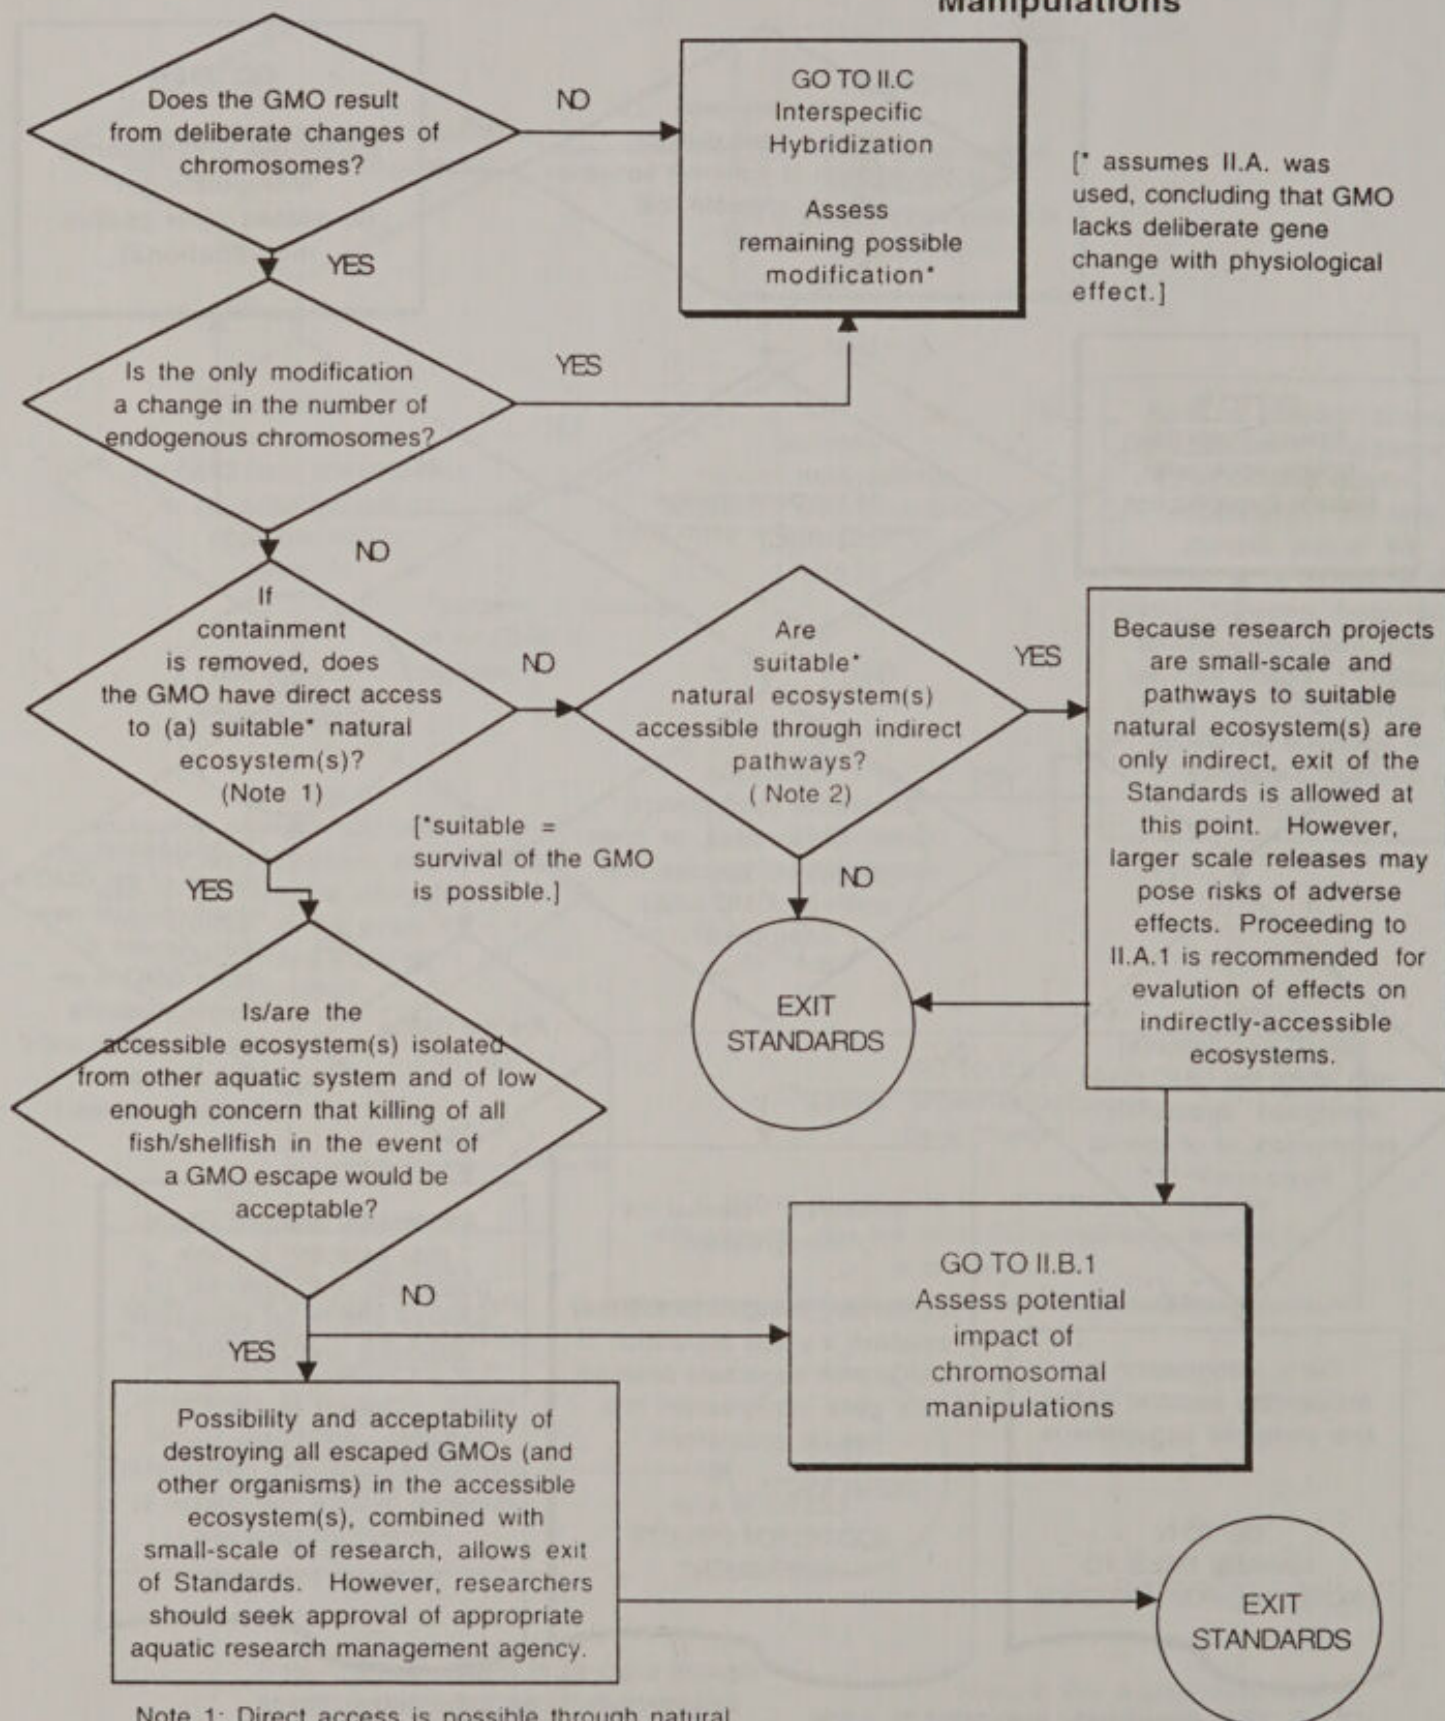 Manipulations
Does the GMO result
from deliberate changes of
chromosomes?
NO
GO TO II.C
Interspecific
Hybridization
Assess
remaining possible
modification*
[* assumes II.A. was
used, concluding that GMO
lacks deliberate gene
change with physiological
effect.]
YES
Is the only modification
a change in the number of
endogenous chromosomes?
YES
NO
If
containment
is removed, does
the GMO have direct access
to (a) suitable* natural
ecosystem(s)?
(Note 1)
NO
Are
suitable*
natural ecosystem(s)
accessible through indirect
pathways?
( Note 2)
YES
Because research projects
are small-scale and
pathways to suitable
natural ecosystem(s) are
only indirect, exit of the
Standards is allowed at
this point. However,
larger scale releases may
pose risks of adverse
effects. Proceeding to
II.A.1 is recommended for
evalution of effects on
indirectly-accessible
ecosystems.
[*suitable =
survival of the GMO
is possible.]
YES
NO
EXIT
STANDARDS
Is/are the
accessible ecosystem(s) isolated
from other aquatic system and of low
enough concern that killing of all
fish/shellfish in the event of
a GMO escape would be
acceptable?
NO
YES
GO TO II.B.1
Assess potential
impact of
chromosomal
manipulations
Possibility and acceptability of
destroying all escaped GMOs (and
other organisms) in the accessible
ecosystem(s), combined with
small-scale of research, allows exit
of Standards. However, researchers
should seek approval of appropriate
aquatic research management agency.
EXIT
STANDARDS
Note 1: Direct access is possible through natural